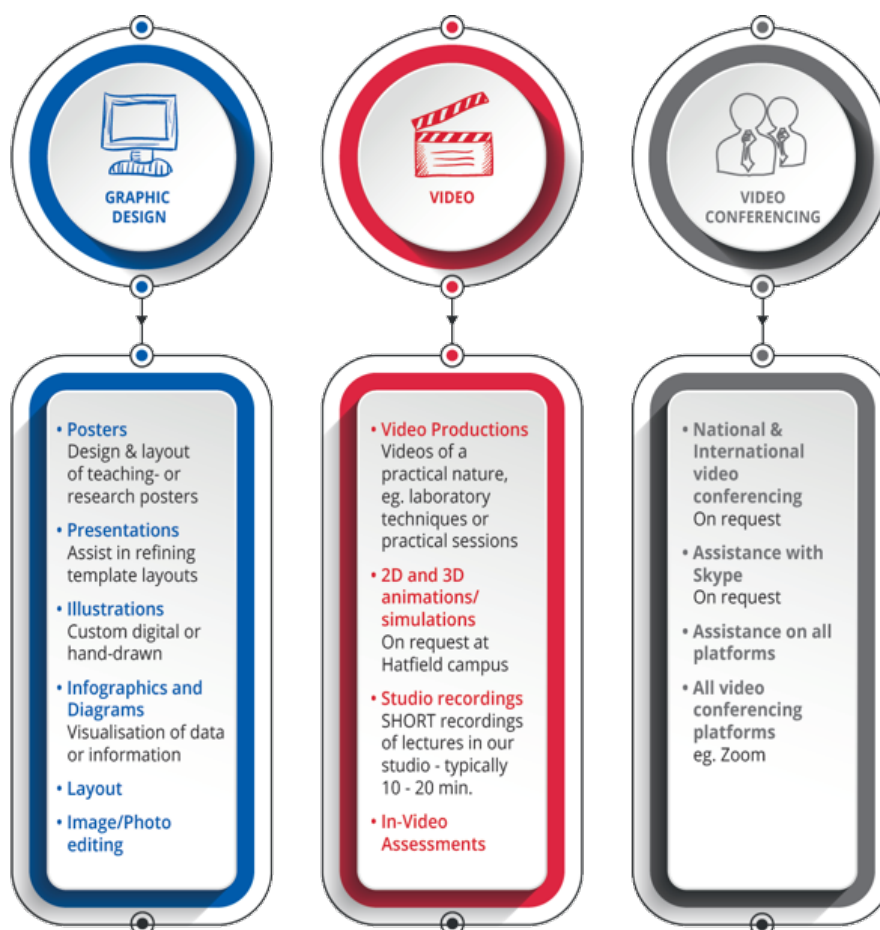 GRAPHIC
DESIGN
• Posters
Design & layout
of teaching- or
research posters
• Presentations
Assist in refining
template layouts
• Illustrations
Custom digital or
hand-drawn
• Infographics and
Diagrams
Visualisation of data
or information
• Layout
• Image/Photo
editing
VIDEO
• Video Productions
Videos of a
practical nature,
eg. laboratory
techniques or
practical sessions
• 2D and 3D
animations/
simulations
On request at
Hatfield campus
• Studio recordings
SHORT recordings
of lectures in our
studio - typically
10 - 20 min.
• In-Video
Assessments
VIDEO
CONFERENCING
• National &
International
video
conferencing
On request
• Assistance with
Skype
On request
• Assistance on all
platforms
• All video
conferencing
platforms
eg. Zoom